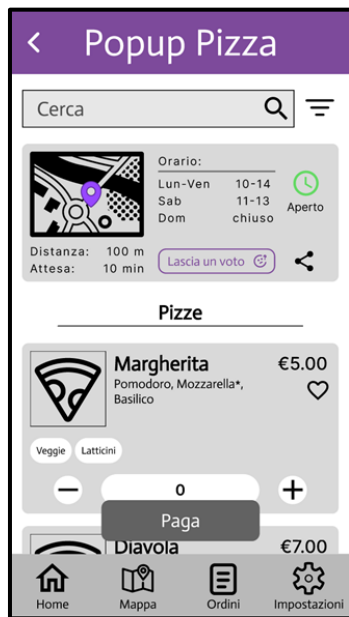 Popup Pizza
Cerca
Orario:
Lun-Ven 10-14
Sab 11-13
Dom chiuso
Aperto
Distanza: 100 m
Attesa: 10 min
Lascia un voto
Pizze
Margherita €5.00
Pomodoro, Mozzarella*,
Basilico
Veggie Latticini
0
Paga
Diavola €7.00
Home Mappa Ordini Impostazioni